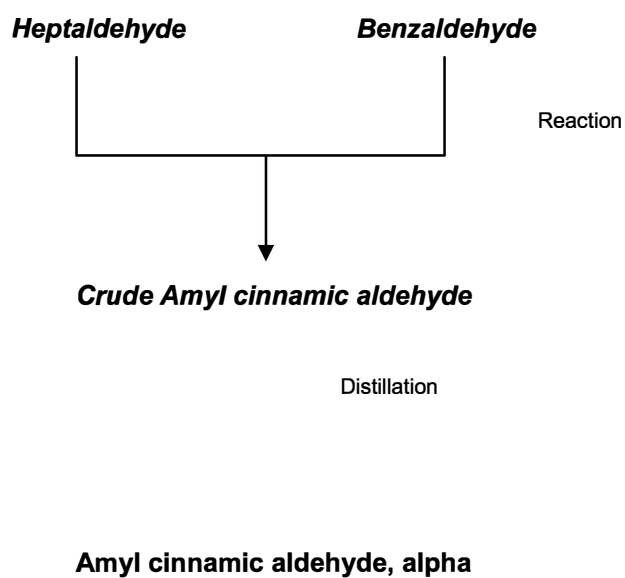 Heptaldehyde Benzaldehyde
Reaction
Crude Amyl cinnamic aldehyde
Distillation
Amyl cinnamic aldehyde, alpha